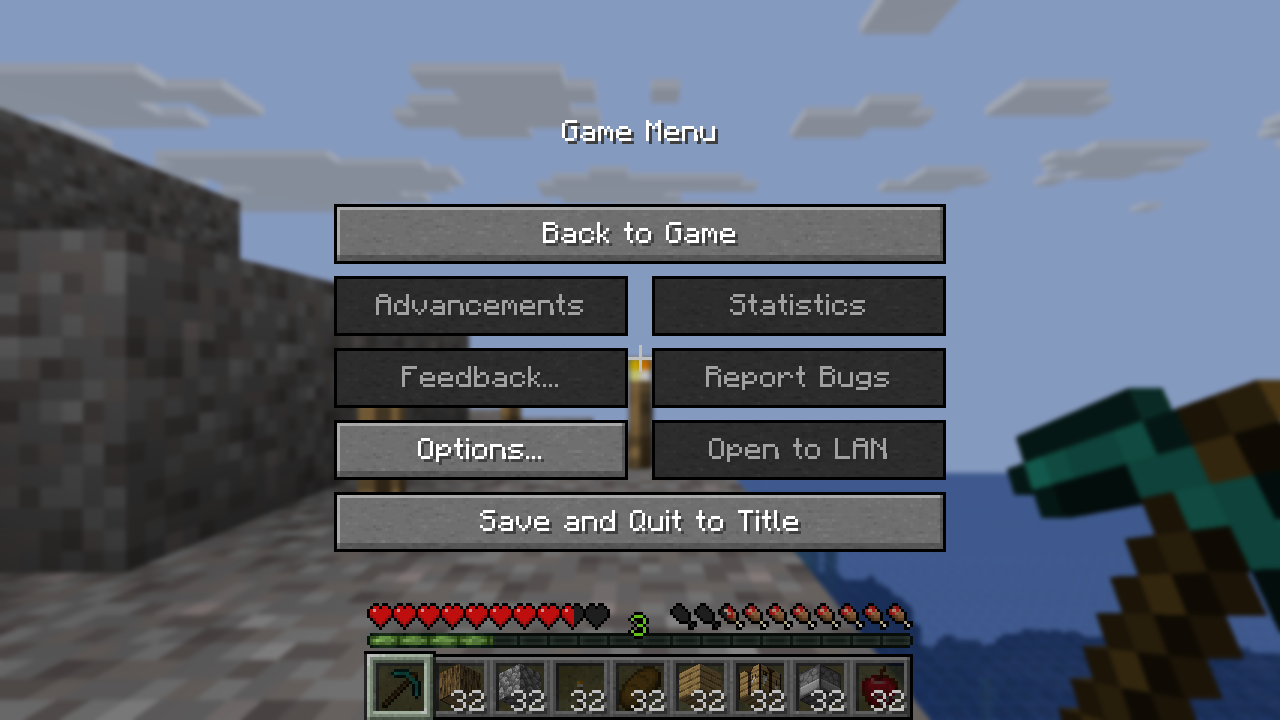 Game Menu
Back to Game
Advancements
Statistics
Feedback...
Report Bugs
Options...
Open to LAN
Save and Quit to Title
3
32 32 32 32 32 32 32 32